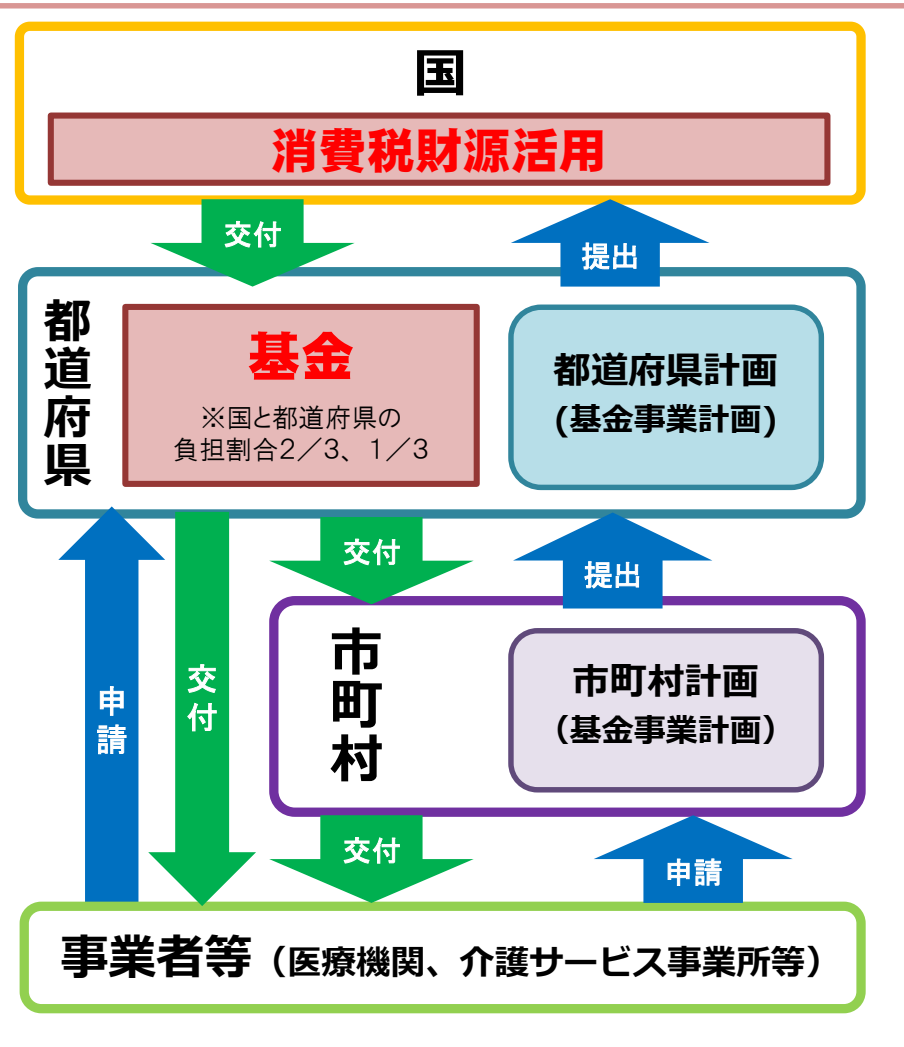 国
消費税財源活用
交付
提出
都道府県
基金
※国と都道府県の
負担割合2／3、1／3
都道府県計画
(基金事業計画)
交付
提出
申請
交付
市町村
市町村計画
（基金事業計画）
交付
申請
事業者等（医療機関、介護サービス事業所等）